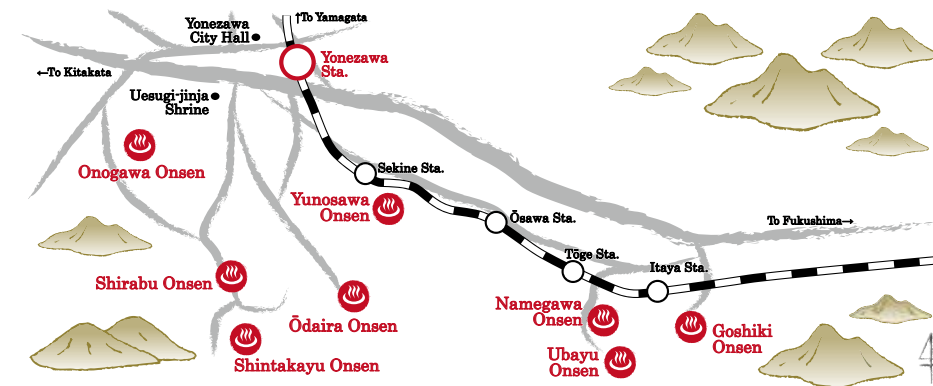 ↑To Yamagata
Yonezawa
City Hall
Yonezawa
Sta.
←To Kitakata
Uesugi-jinja
Shrine
Onogawa Onsen
Sekine Sta.
Yunosawa
Onsen
Ōsawa Sta.
To Fukushima→
Tōge Sta.
Itaya Sta.
Shirabu Onsen
Ōdaira Onsen
Namegawa
Onsen
Goshiki
Onsen
Shintakayu Onsen
Ubayu
Onsen